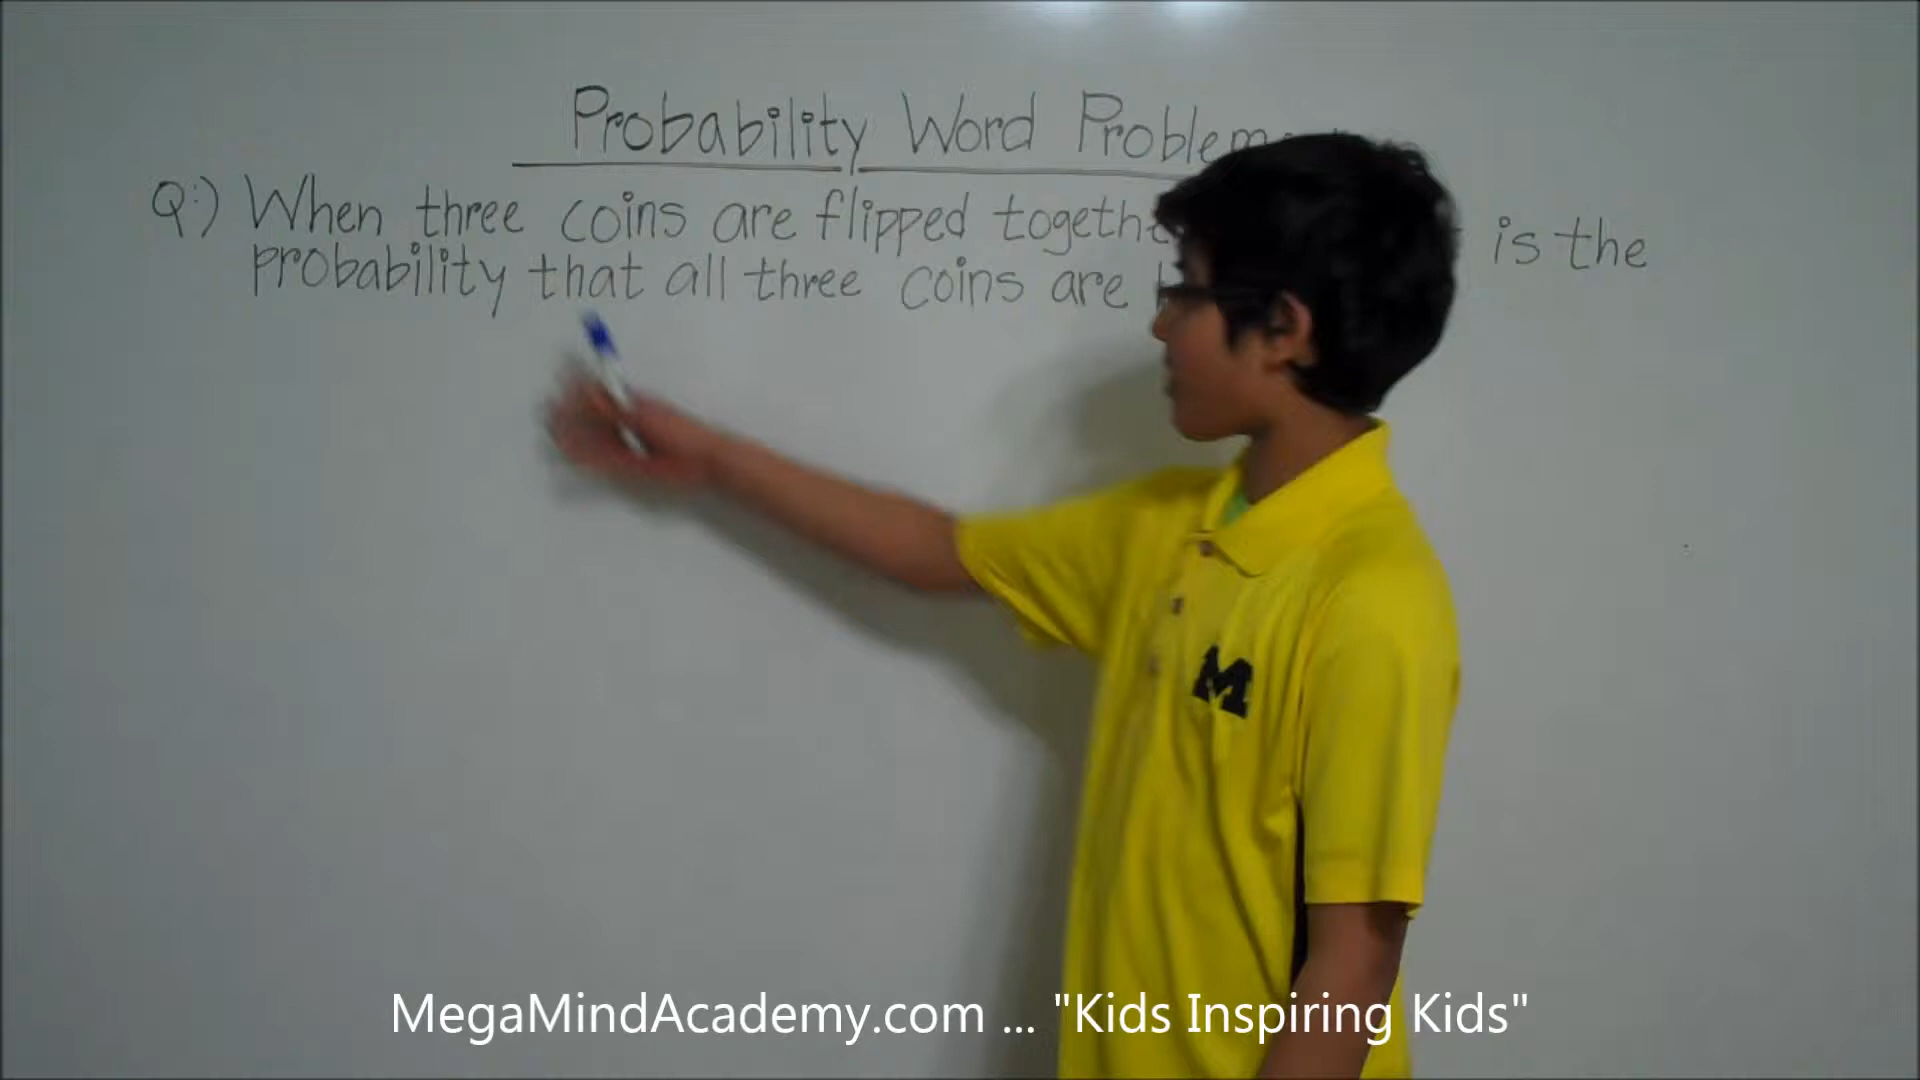 Probability Word Problem
Q:) When three coins are flipped togethe is the
probability that all three coins are
M
MegaMindAcademy.com ... "Kids Inspiring Kids"